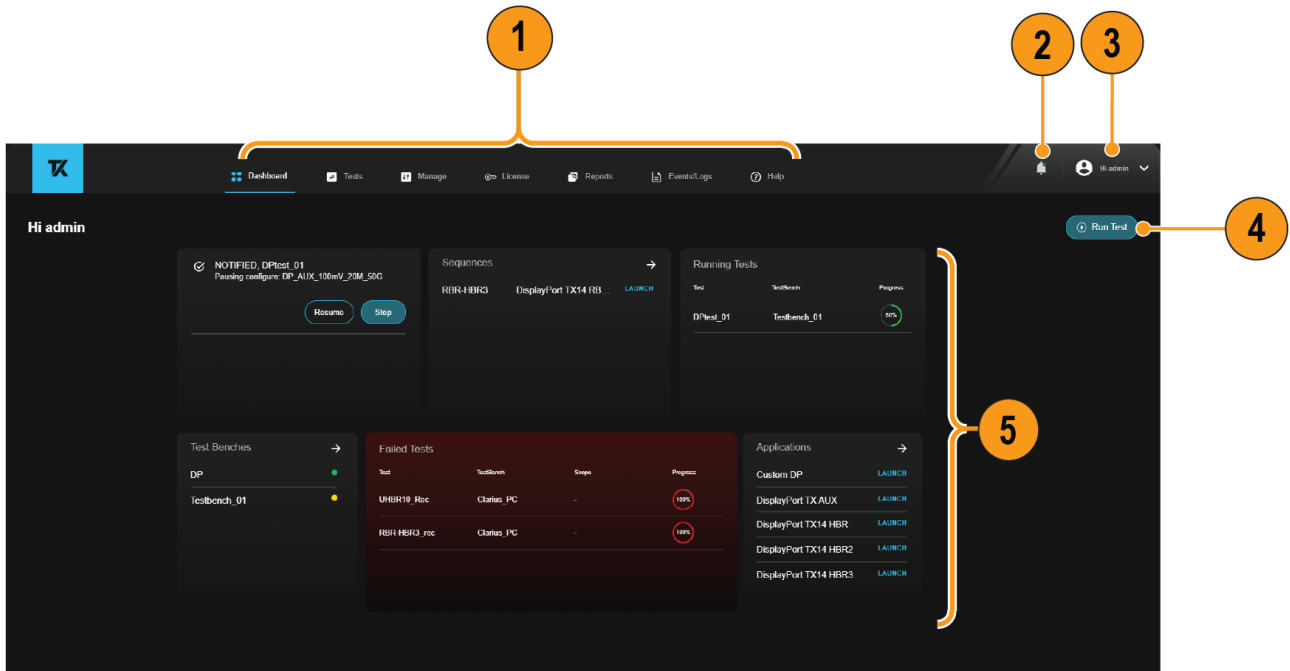 1
2
3
TK
Dashboard Tests Manage License Reports Events/Logs Help
Hi admin
Hi admin
Run Test
4
NOTIFIED, DPtest_01
Pausing configure: DP_AUX_100mV_20M_50G
Resume Stop
Sequences
RBR-HBR3 DisplayPort TX14 RB... LAUNCH
Running Tests
Test TestBench Progress
DPtest_01 Testbench_01 50%
5
Test Benches
DP
Testbench_01
Failed Tests
Test TestBench Scope Progress
UHBR10_Rec Clarius_PC - 100%
RBR-HBR3_rec Clarius_PC - 100%
Applications
Custom DP LAUNCH
DisplayPort TX AUX LAUNCH
DisplayPort TX14 HBR LAUNCH
DisplayPort TX14 HBR2 LAUNCH
DisplayPort TX14 HBR3 LAUNCH